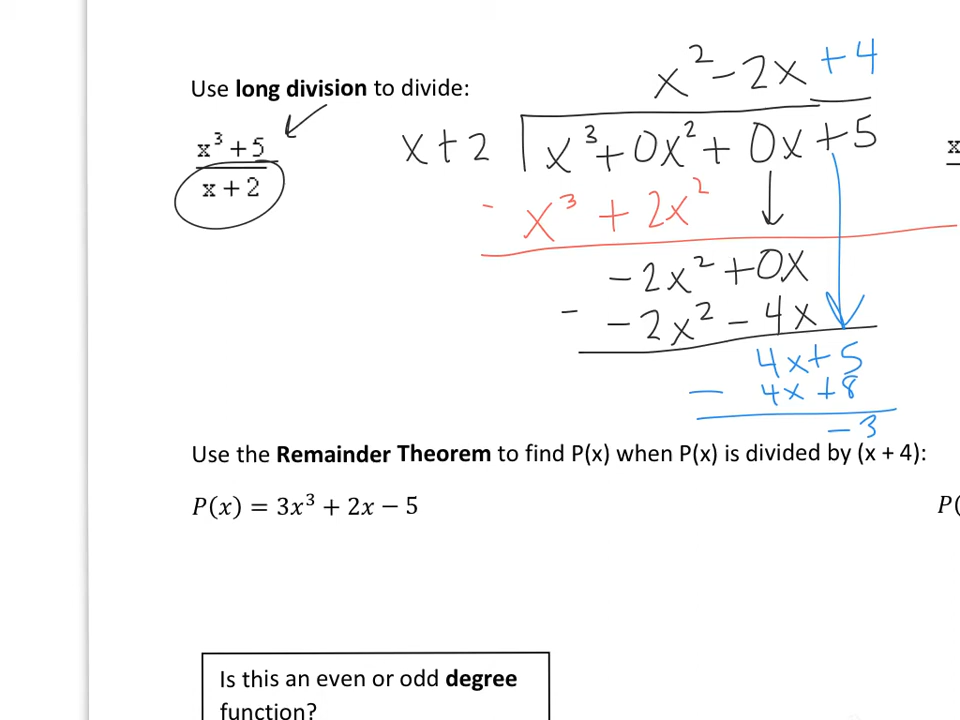 x² - 2x + 4
Use long division to divide:
x³ + 5
x + 2
x + 2 x³ + 0x² + 0x + 5
- x³ + 2x²
- 2x² + 0x
- - 2x² - 4x
4x + 5
- 4x + 8
- 3
x
Use the Remainder Theorem to find P(x) when P(x) is divided by (x + 4):
P(x) = 3x³ + 2x − 5
P(
Is this an even or odd degree
function?